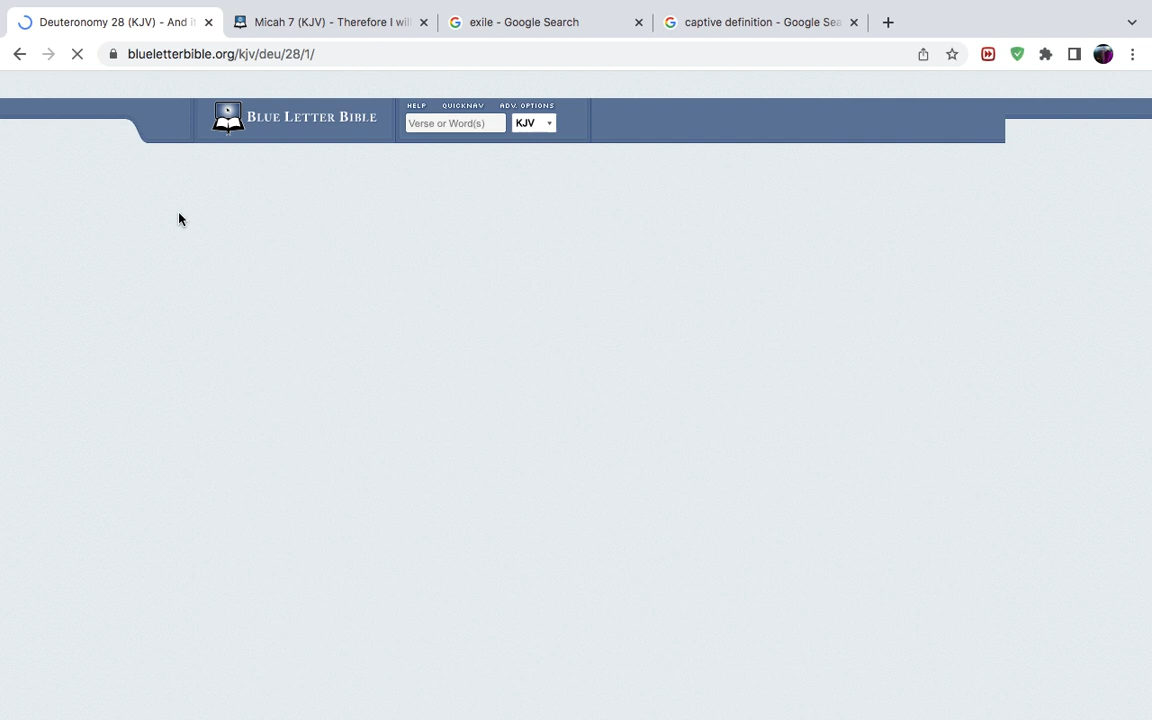 Deuteronomy 28 (KJV) - And it
Micah 7 (KJV) - Therefore I will
exile - Google Search
captive definition - Google Sea
blueletterbible.org/kjv/deu/28/1/
HELP QUICKNAV ADV. OPTIONS
BLUE LETTER BIBLE
Verse or Word(s)
KJV